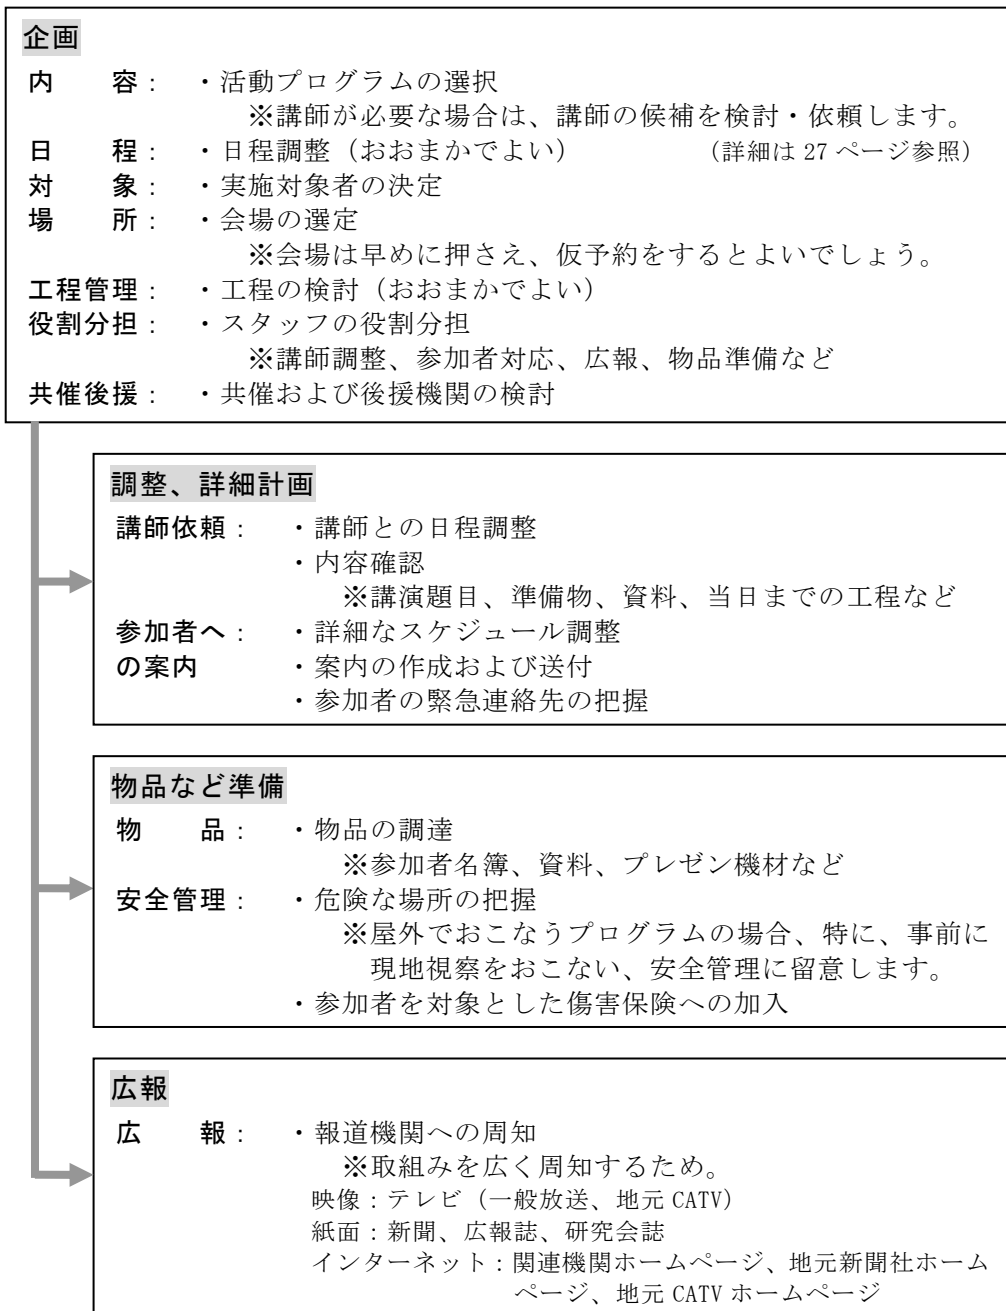 企画
内　　容：　・活動プログラムの選択
※講師が必要な場合は、講師の候補を検討・依頼します。
日　　程：　・日程調整（おおまかでよい）　　　（詳細は 27 ページ参照）
対　　象：　・実施対象者の決定
場　　所：　・会場の選定
※会場は早めに押さえ、仮予約をするとよいでしょう。
工程管理：　・工程の検討（おおまかでよい）
役割分担：　・スタッフの役割分担
※講師調整、参加者対応、広報、物品準備など
共催後援：　・共催および後援機関の検討
調整、詳細計画
講師依頼：　・講師との日程調整
・内容確認
※講演題目、準備物、資料、当日までの工程など
参加者へ：　・詳細なスケジュール調整
の案内　　・案内の作成および送付
・参加者の緊急連絡先の把握
物品など準備
物　　品：　・物品の調達
※参加者名簿、資料、プレゼン機材など
安全管理：　・危険な場所の把握
※屋外でおこなうプログラムの場合、特に、事前に
現地視察をおこない、安全管理に留意します。
・参加者を対象とした傷害保険への加入
広報
広　　報：　・報道機関への周知
※取組みを広く周知するため。
映像：テレビ（一般放送、地元 CATV）
紙面：新聞、広報誌、研究会誌
インターネット：関連機関ホームページ、地元新聞社ホーム
ページ、地元 CATV ホームページ